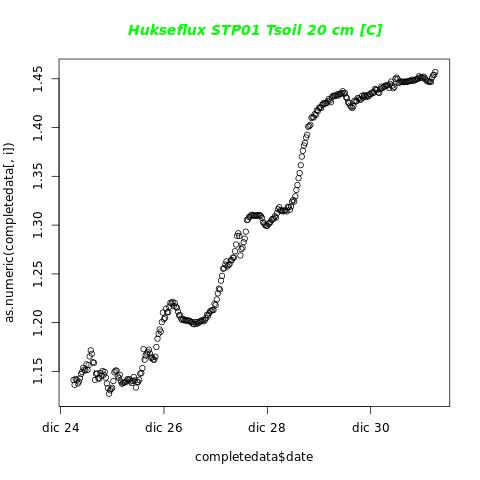 Hukseflux STP01 Tsoil 20 cm [C]
as.numeric(completedata[, i])
1.45
1.40
1.35
1.30
1.25
1.20
1.15
dic 24 dic 26 dic 28 dic 30
completedata$date